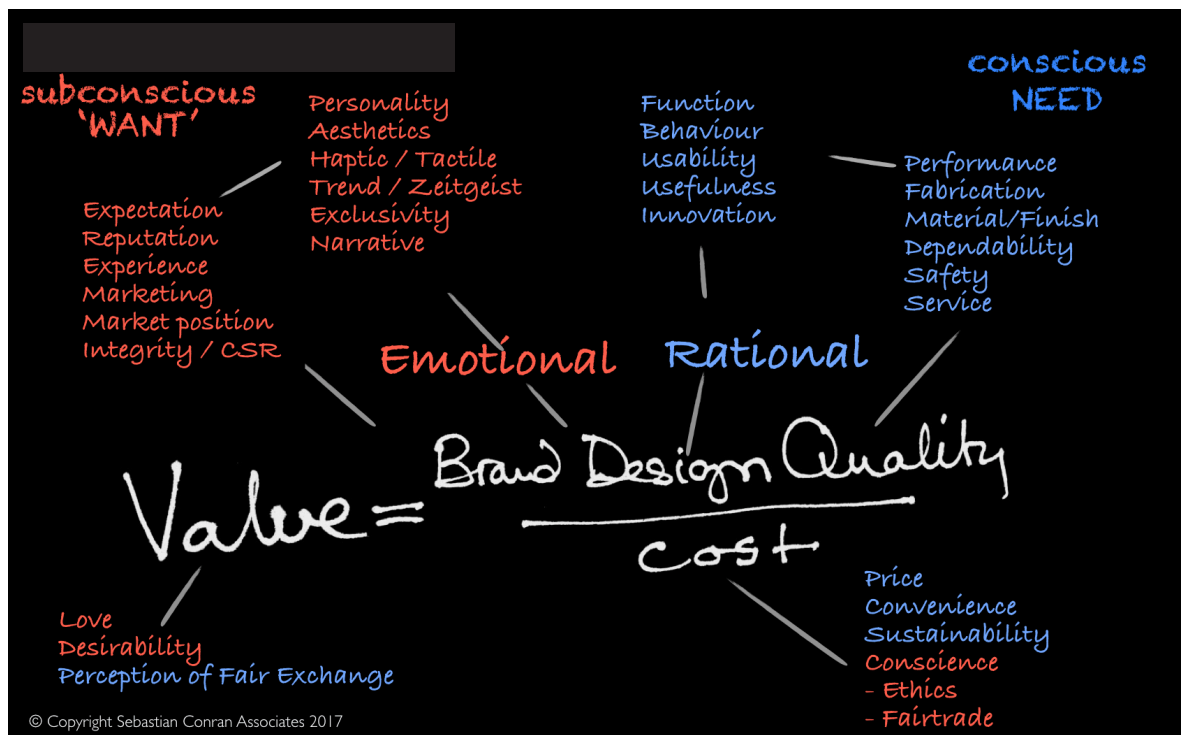 subconscious
'WANT'
conscious
NEED
Personality
Aesthetics
Haptic / Tactile
Trend / Zeitgeist
Exclusivity
Narrative
Function
Behaviour
Usability
Usefulness
Innovation
Expectation
Reputation
Experience
Marketing
Market position
Integrity / CSR
Performance
Fabrication
Material/Finish
Dependability
Safety
Service
Emotional
Rational
Value = Brand Design Quality
cost
Love
Desirability
Perception of Fair Exchange
Price
Convenience
Sustainability
Conscience
- Ethics
- Fairtrade
© Copyright Sebastian Conran Associates 2017